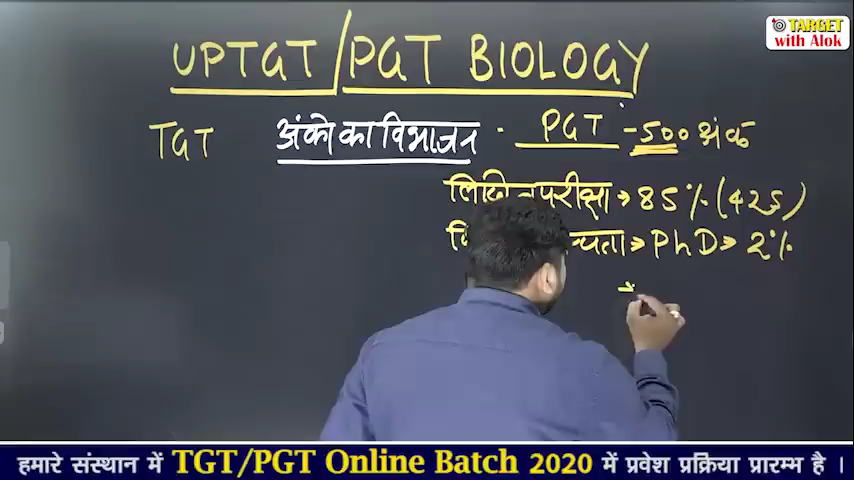 TARGET
with Alok
UPTGT/PGT BIOLOGY
TGT अंको का विभाजन - PGT - 500 अंक
परीक्षा → 85% (425)
→ PhD → 2%
हमारे संस्थान में TGT/PGT Online Batch 2020 में प्रवेश प्रक्रिया प्रारम्भ है ।